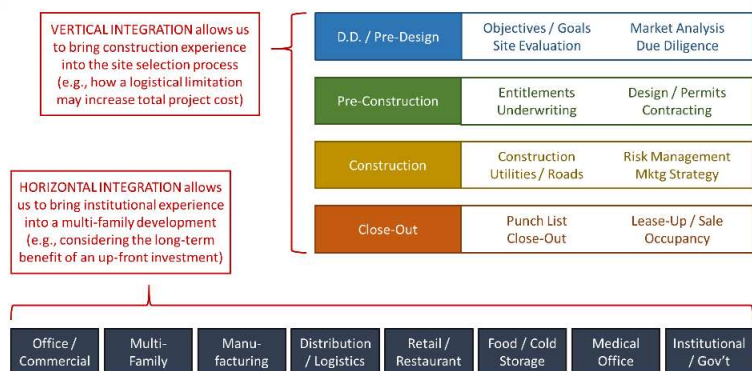 VERTICAL INTEGRATION allows
us to bring construction experience
into the site selection process
(e.g., how a logistical limitation
may increase total project cost)
D.D. / Pre-Design
Objectives / Goals
Site Evaluation
Market Analysis
Due Diligence
Pre-Construction
Entitlements
Underwriting
Design / Permits
Contracting
Construction
Construction
Utilities / Roads
Risk Management
Mktg Strategy
Close-Out
Punch List
Close-Out
Lease-Up / Sale
Occupancy
HORIZONTAL INTEGRATION allows
us to bring institutional experience
into a multi-family development
(e.g., considering the long-term
benefit of an up-front investment)
Office /
Commercial
Multi-
Family
Manu-
facturing
Distribution
/ Logistics
Retail /
Restaurant
Food / Cold
Storage
Medical
Office
Institutional
/ Gov't